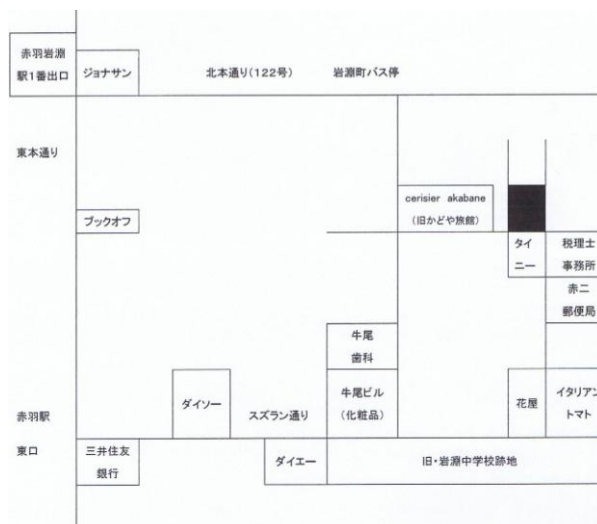 赤羽岩淵
駅1番出口
ジョナサン
北本通り(122号)
岩淵町バス停
東本通り
cerisier akabane
(旧かどや旅館)
ブックオフ
タイ
ニー
税理士
事務所
赤二
郵便局
牛尾
歯科
ダイソー
スズラン通り
牛尾ビル
(化粧品)
花屋
イタリアン
トマト
赤羽駅
東口
三井住友
銀行
ダイエー
旧・岩淵中学校跡地